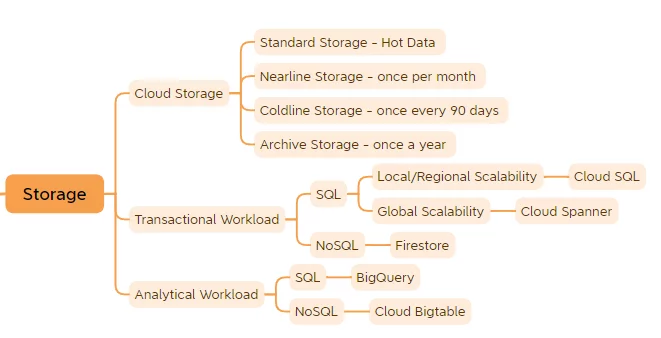 Storage
Cloud Storage
Standard Storage - Hot Data
Nearline Storage - once per month
Coldline Storage - once every 90 days
Archive Storage - once a year
Transactional Workload
SQL
Local/Regional Scalability
Cloud SQL
Global Scalability
Cloud Spanner
NoSQL
Firestore
Analytical Workload
SQL
BigQuery
NoSQL
Cloud Bigtable